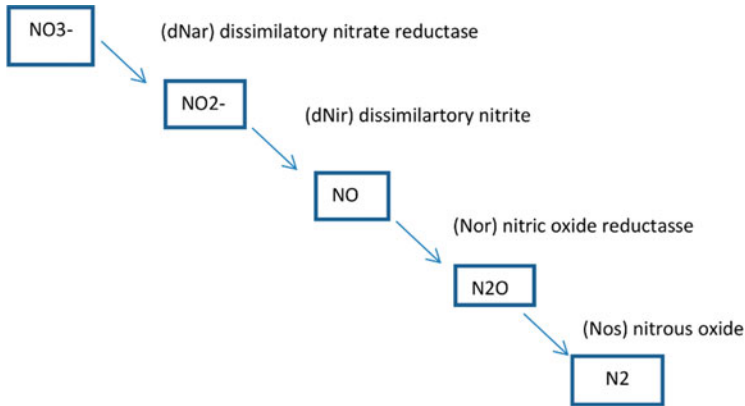 NO3-
(dNar) dissimilatory nitrate reductase
NO2-
(dNir) dissimilartory nitrite
NO
(Nor) nitric oxide reductasse
N2O
(Nos) nitrous oxide
N2